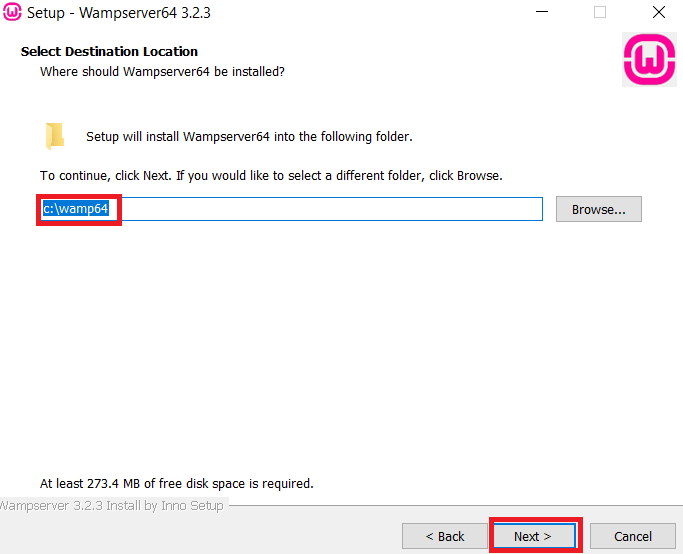 Setup - Wampserver64 3.2.3
Select Destination Location
Where should Wampserver64 be installed?
Setup will install Wampserver64 into the following folder.
To continue, click Next. If you would like to select a different folder, click Browse.
c:\wamp64
Browse...
At least 273.4 MB of free disk space is required.
Wampserver 3.2.3 Install by Inno Setup
< Back
Next >
Cancel